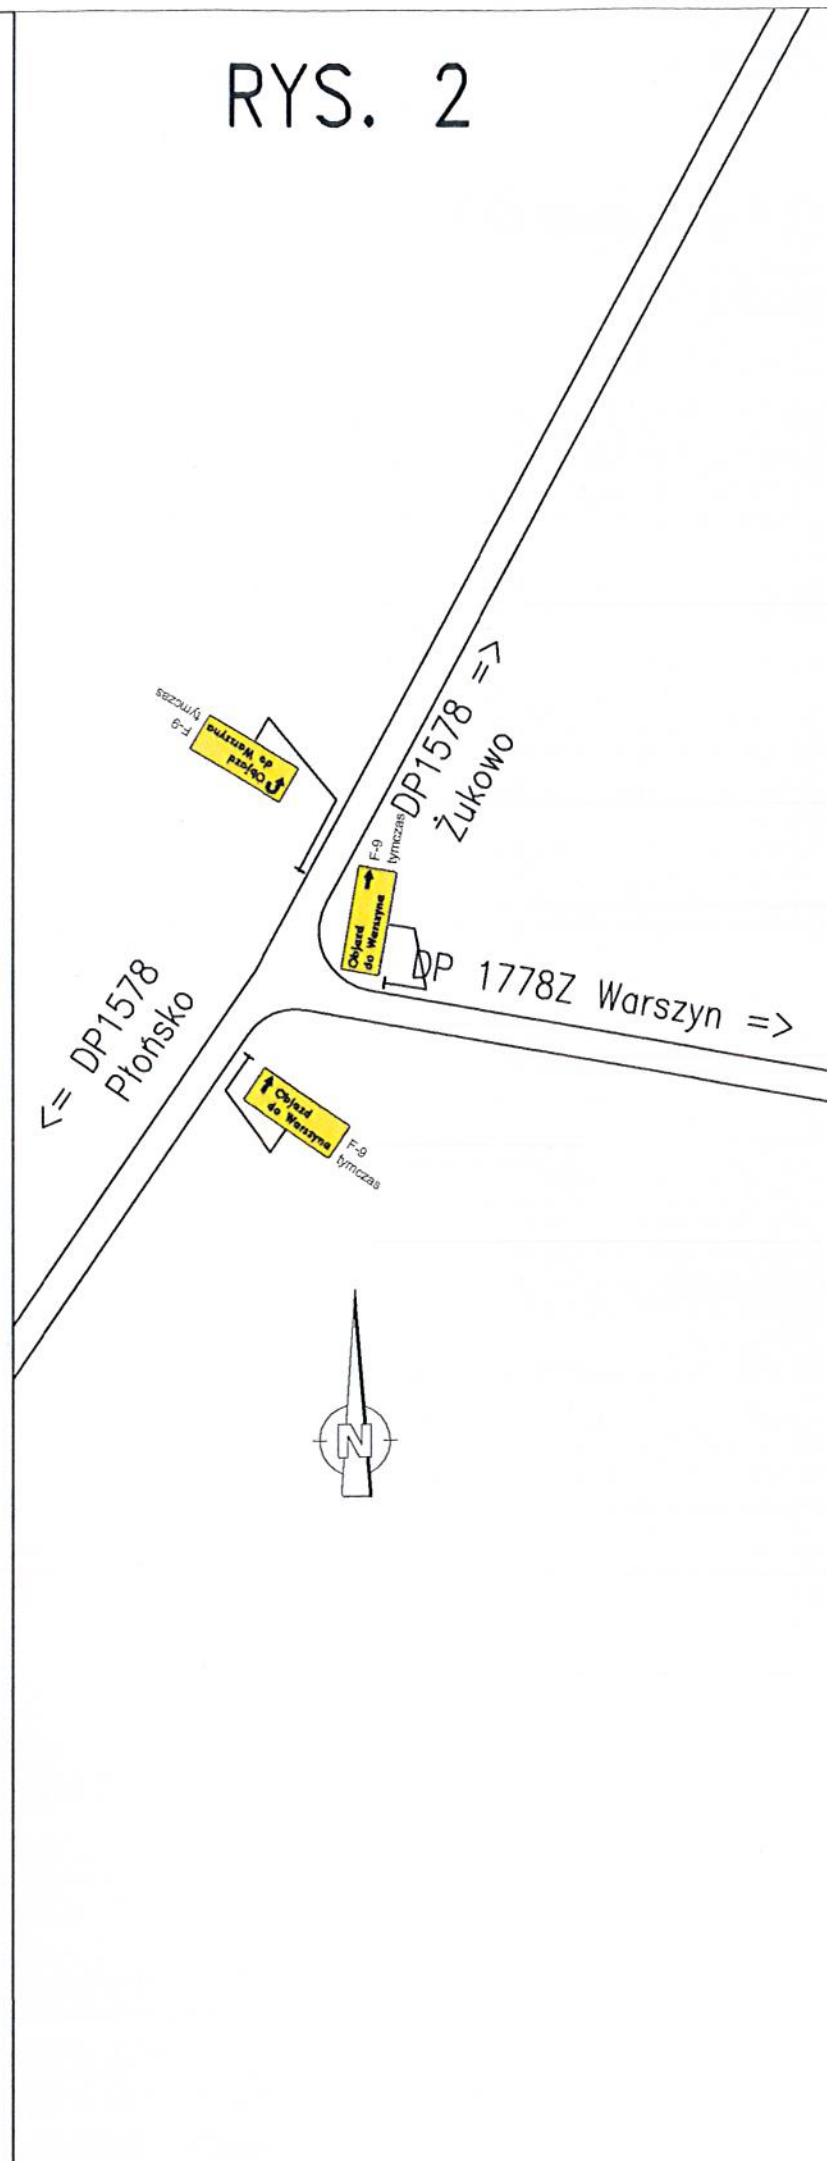 RYS. 2
DP1578 =>
Żukowo
F-9
tymczas
Objazd
do Warszyna
F-9
tymczas
Objazd
do Warszyna
DP 1778Z Warszyn =>
<= DP1578
Płońsko
Objazd
do Warszyna
F-9
tymczas
N